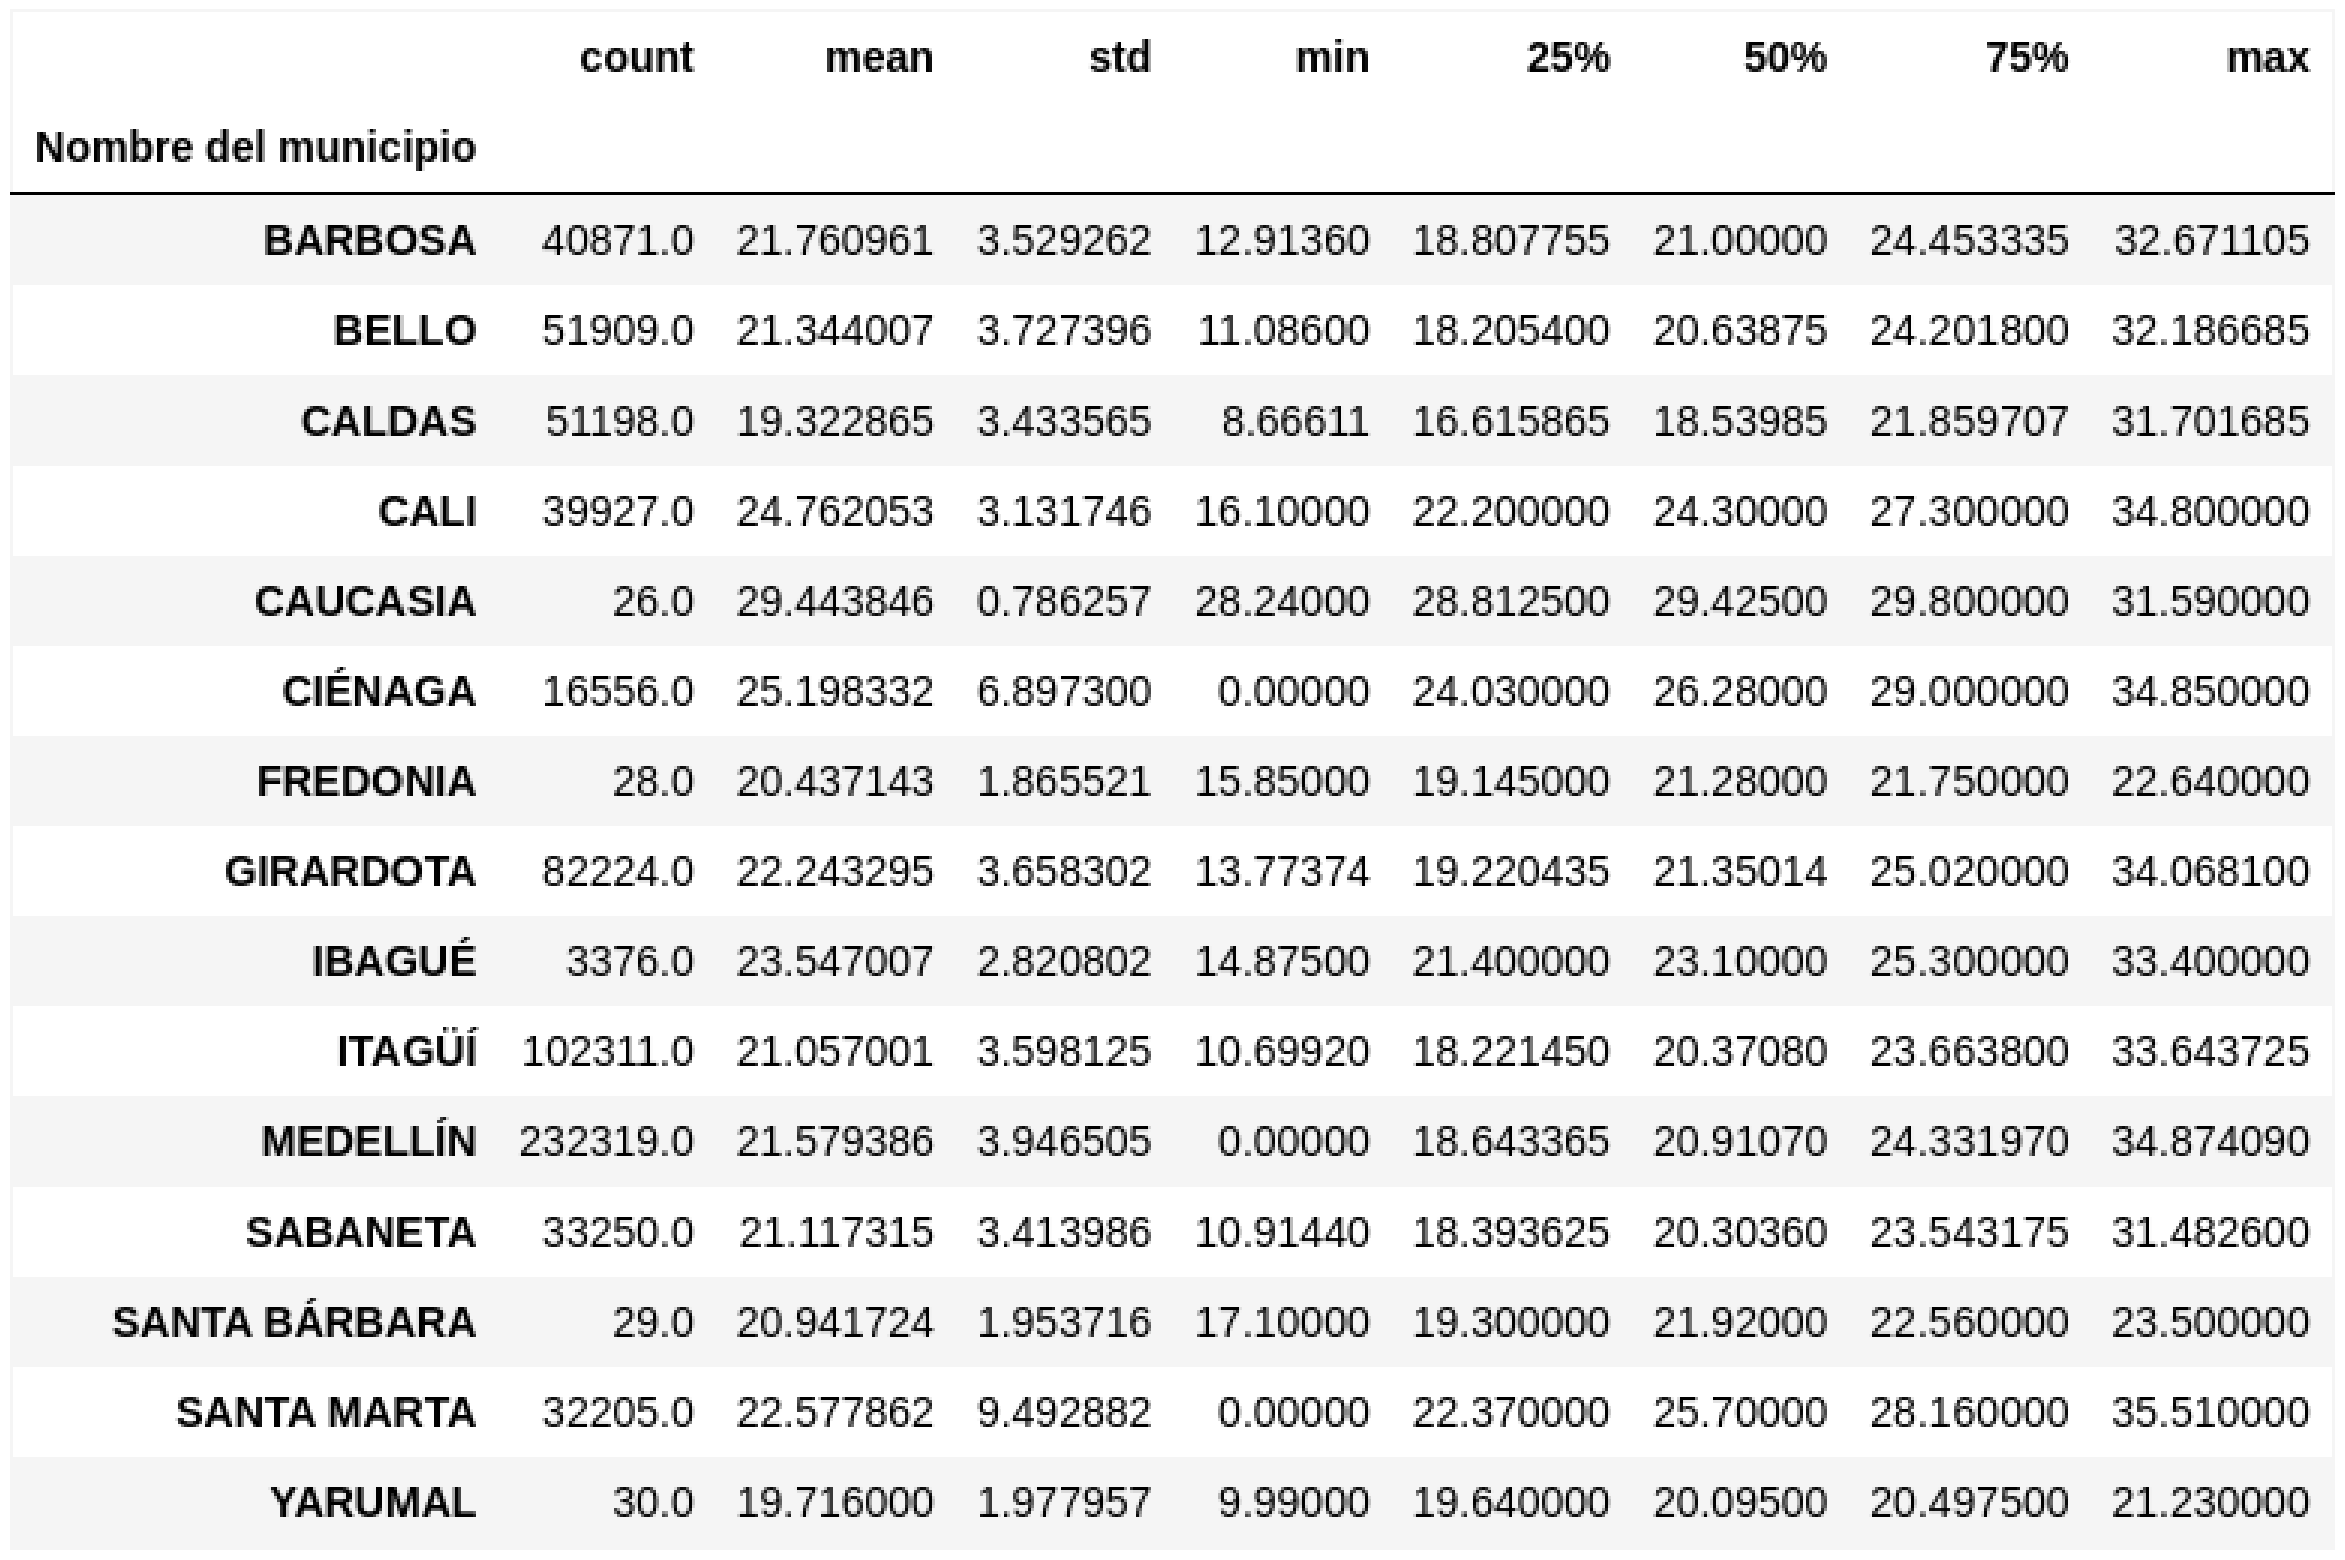 count mean std min 25% 50% 75% max
Nombre del municipio
BARBOSA 40871.0 21.760961 3.529262 12.91360 18.807755 21.00000 24.453335 32.671105
BELLO 51909.0 21.344007 3.727396 11.08600 18.205400 20.63875 24.201800 32.186685
CALDAS 51198.0 19.322865 3.433565 8.66611 16.615865 18.53985 21.859707 31.701685
CALI 39927.0 24.762053 3.131746 16.10000 22.200000 24.30000 27.300000 34.800000
CAUCASIA 26.0 29.443846 0.786257 28.24000 28.812500 29.42500 29.800000 31.590000
CIÉNAGA 16556.0 25.198332 6.897300 0.00000 24.030000 26.28000 29.000000 34.850000
FREDONIA 28.0 20.437143 1.865521 15.85000 19.145000 21.28000 21.750000 22.640000
GIRARDOTA 82224.0 22.243295 3.658302 13.77374 19.220435 21.35014 25.020000 34.068100
IBAGUÉ 3376.0 23.547007 2.820802 14.87500 21.400000 23.10000 25.300000 33.400000
ITAGÜÍ 102311.0 21.057001 3.598125 10.69920 18.221450 20.37080 23.663800 33.643725
MEDELLÍN 232319.0 21.579386 3.946505 0.00000 18.643365 20.91070 24.331970 34.874090
SABANETA 33250.0 21.117315 3.413986 10.91440 18.393625 20.30360 23.543175 31.482600
SANTA BÁRBARA 29.0 20.941724 1.953716 17.10000 19.300000 21.92000 22.560000 23.500000
SANTA MARTA 32205.0 22.577862 9.492882 0.00000 22.370000 25.70000 28.160000 35.510000
YARUMAL 30.0 19.716000 1.977957 9.99000 19.640000 20.09500 20.497500 21.230000